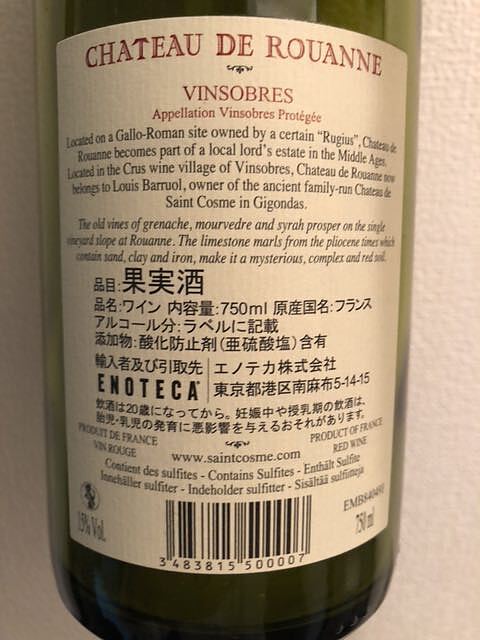 CHATEAU DE ROUANNE
VINSOBRES
Appellation Vinsobres Protégée
Located on a Gallo-Roman site owned by a certain "Rugius", Chateau de
Rouanne becomes part of a local lord's estate in the Middle Ages.
Located in the Crus wine village of Vinsobres, Chateau de Rouanne now
belongs to Louis Barruol, owner of the ancient family-run Chateau de
Saint Cosme in Gigondas.
The old vines of grenache, mourvedre and syrah prosper on the single
vineyard slope at Rouanne. The limestone marls from the pliocene times which
contain sand, clay and iron, make it a mysterious, complex and red soil.
品目:果実酒
品名:ワイン 内容量:750ml 原産国名:フランス
アルコール分:ラベルに記載
添加物:酸化防止剤(亜硫酸塩)含有
輸入者及び引取先 エノテカ株式会社
ENOTECA 東京都港区南麻布5-14-15
飲酒は20歳になってから。妊娠中や授乳期の飲酒は、
胎児・乳児の発育に悪影響を与えるおそれがあります。
PRODUIT DE FRANCE PRODUCT OF FRANCE
VIN ROUGE www.saintcosme.com RED WINE
Contient des sulfites - Contains Sulfites - Enthält Sulfite
Innehåller sulfiter - Indeholder sulfitter - Sisältää sulfiitteja
15% Vol. 750 ml
3 483815 500007